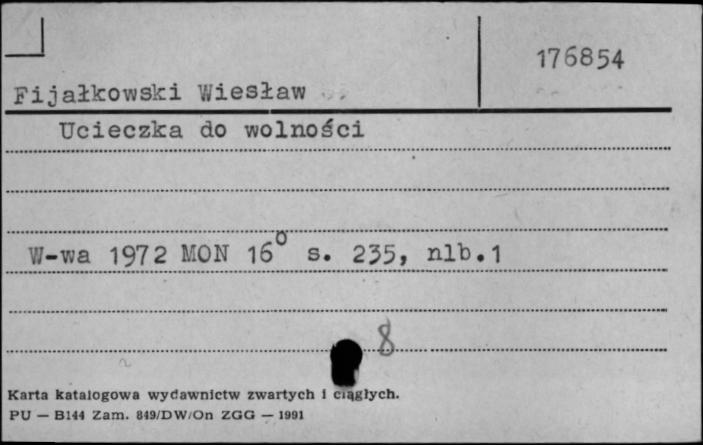 176854
Fijałkowski Wiesław
Ucieczka do wolności
W-wa 1972 MON 16⁰ s. 235, nlb.1
8
Karta katalogowa wydawnictw zwartych i ciągłych.
PU — B144 Zam. 849/DW/On ZGG — 1991